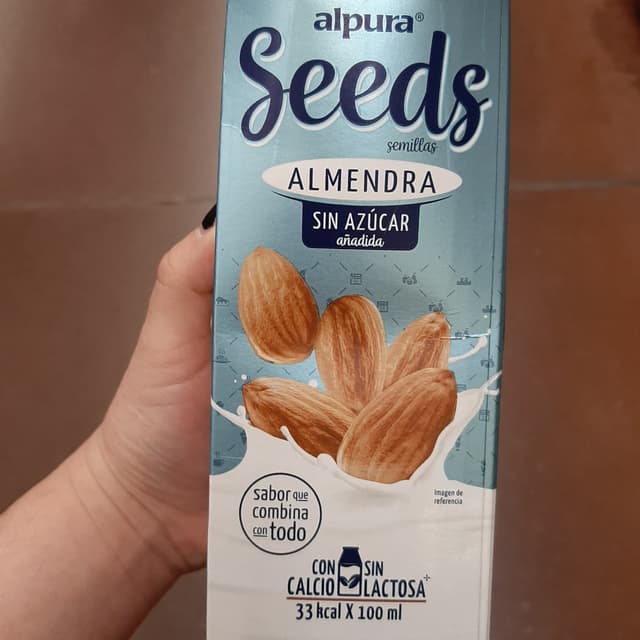 alpura®
Seeds
semillas
ALMENDRA
SIN AZÚCAR
añadida
sabor que
combina
con todo
Imagen de
referencia
CON SIN
CALCIO LACTOSA+
33 kcal X 100 ml